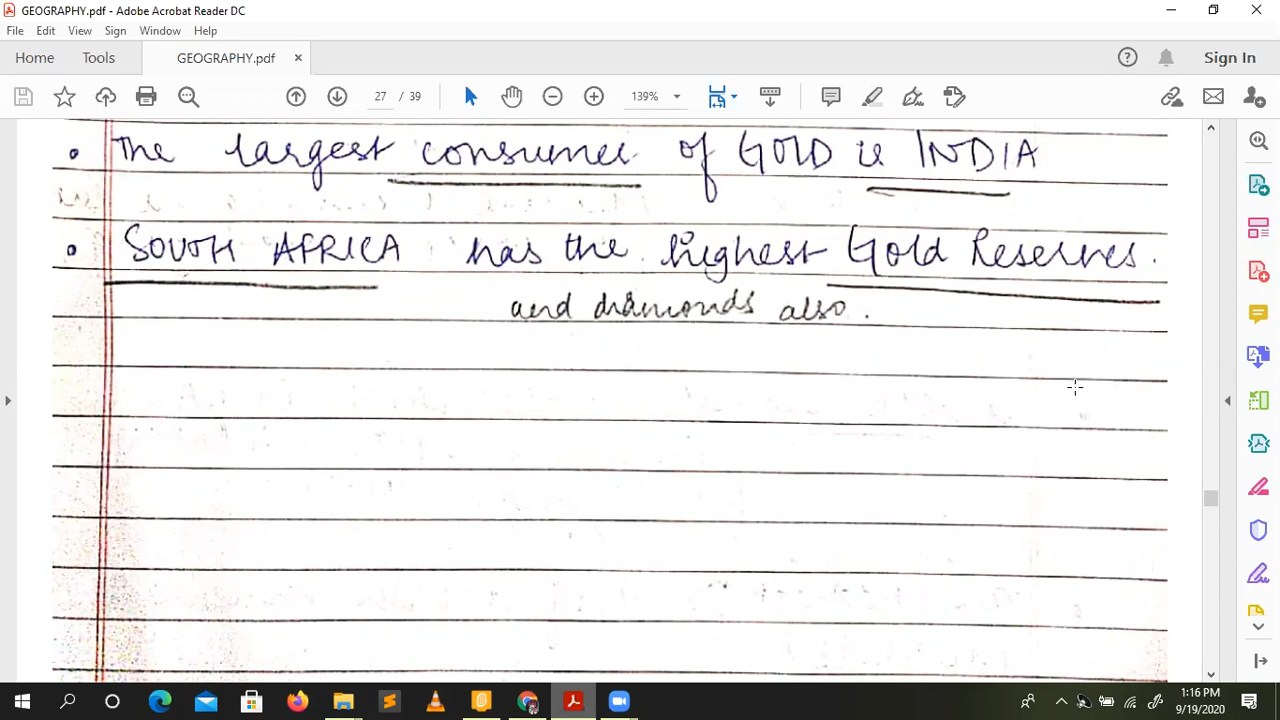 GEOGRAPHY.pdf - Adobe Acrobat Reader DC
File Edit View Sign Window Help
Home Tools GEOGRAPHY.pdf × Sign In
27 / 39 139%
• The largest consumer of GOLD is INDIA
• SOUTH AFRICA has the highest Gold Reserves.
and diamonds also.
1:16 PM
9/19/2020